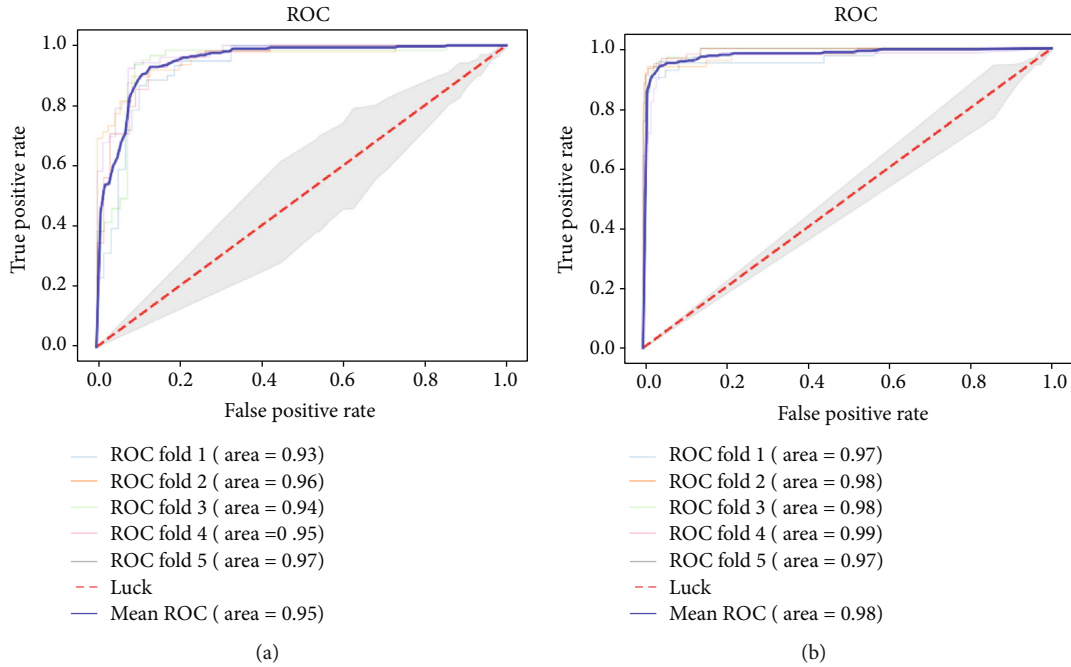 ROC
1.0
0.8
0.6
0.4
0.2
0.0
True positive rate
0.0 0.2 0.4 0.6 0.8 1.0
False positive rate
ROC fold 1 ( area = 0.93)
ROC fold 2 ( area = 0.96)
ROC fold 3 ( area = 0.94)
ROC fold 4 ( area =0 .95)
ROC fold 5 ( area = 0.97)
Luck
Mean ROC ( area = 0.95)
(a)
ROC
1.0
0.8
0.6
0.4
0.2
0.0
True positive rate
0.0 0.2 0.4 0.6 0.8 1.0
False positive rate
ROC fold 1 ( area = 0.97)
ROC fold 2 ( area = 0.98)
ROC fold 3 ( area = 0.98)
ROC fold 4 ( area = 0.99)
ROC fold 5 ( area = 0.97)
Luck
Mean ROC ( area = 0.98)
(b)